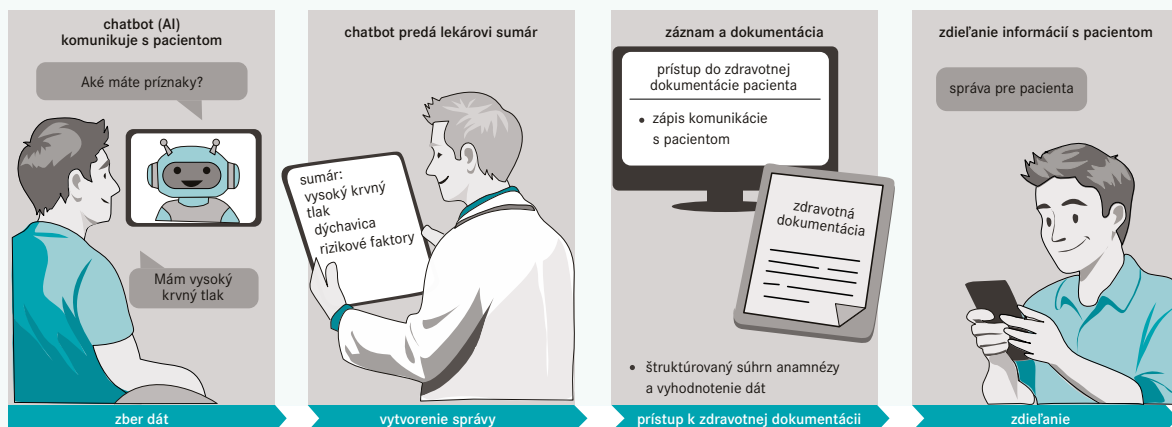 chatbot (AI)
komunikuje s pacientom
Aké máte príznaky?
Mám vysoký
krvný tlak
zber dát
chatbot predá lekárovi sumár
sumár:
vysoký krvný
tlak
dýchavica
rizikové faktory
vytvorenie správy
záznam a dokumentácia
prístup do zdravotnej
dokumentácie pacienta
• zápis komunikácie
s pacientom
zdravotná
dokumentácia
• štruktúrovaný súhrn anamnézy
a vyhodnotenie dát
prístup k zdravotnej dokumentácii
zdieľanie informácií s pacientom
správa pre pacienta
zdieľanie